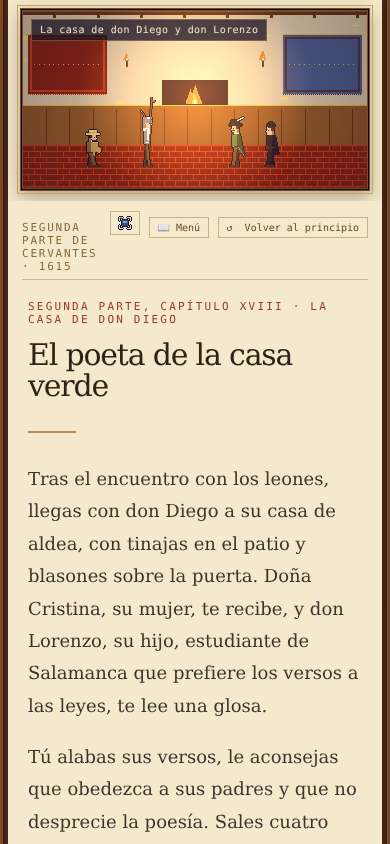 La casa de don Diego y don Lorenzo
SEGUNDA
PARTE DE
CERVANTES
· 1615
📖 Menú
↺ Volver al principio
SEGUNDA PARTE, CAPÍTULO XVIII · LA
CASA DE DON DIEGO
El poeta de la casa
verde
Tras el encuentro con los leones,
llegas con don Diego a su casa de
aldea, con tinajas en el patio y
blasones sobre la puerta. Doña
Cristina, su mujer, te recibe, y don
Lorenzo, su hijo, estudiante de
Salamanca que prefiere los versos a
las leyes, te lee una glosa.
Tú alabas sus versos, le aconsejas
que obedezca a sus padres y que no
desprecie la poesía. Sales cuatro